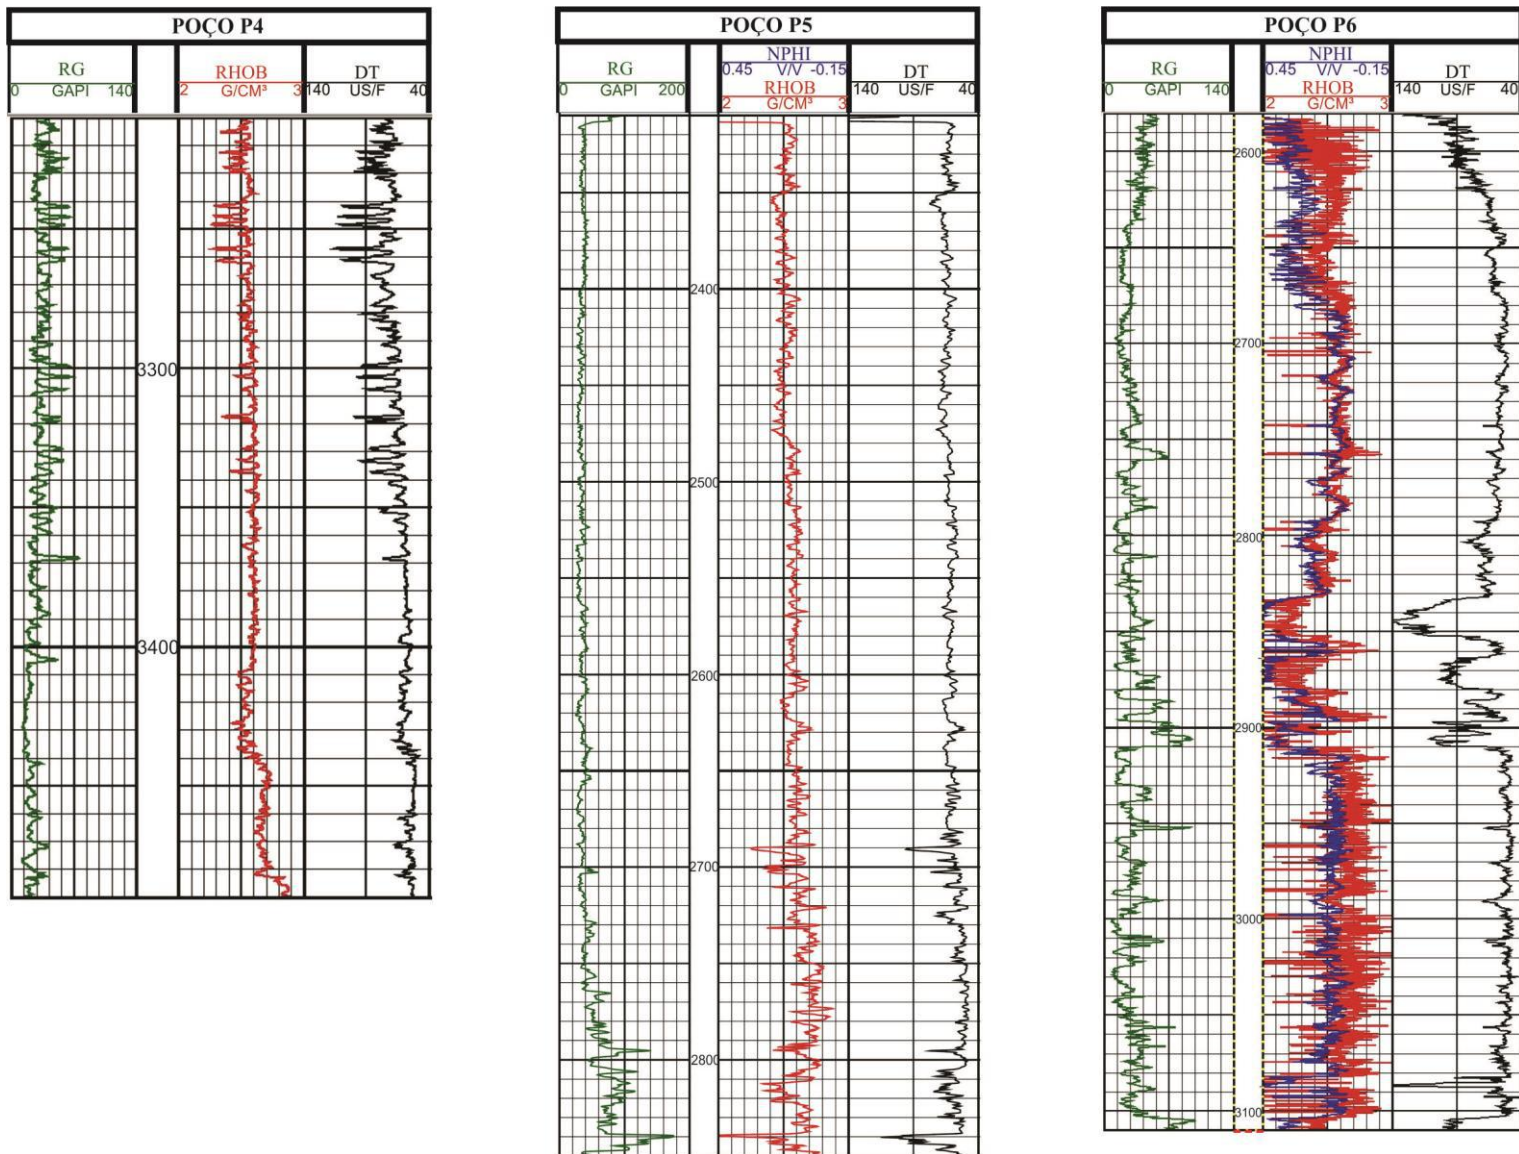 POÇO P4
RG
0 GAPI 140
RHOB
2 G/CM³ 3
DT
140 US/F 40
3300
3400
POÇO P5
RG
0 GAPI 200
NPHI
0.45 V/V -0.15
RHOB
2 G/CM³ 3
DT
140 US/F 40
2400
2500
2600
2700
2800
POÇO P6
RG
0 GAPI 140
NPHI
0.45 V/V -0.15
RHOB
2 G/CM³ 3
DT
140 US/F 40
2600
2700
2800
2900
3000
3100